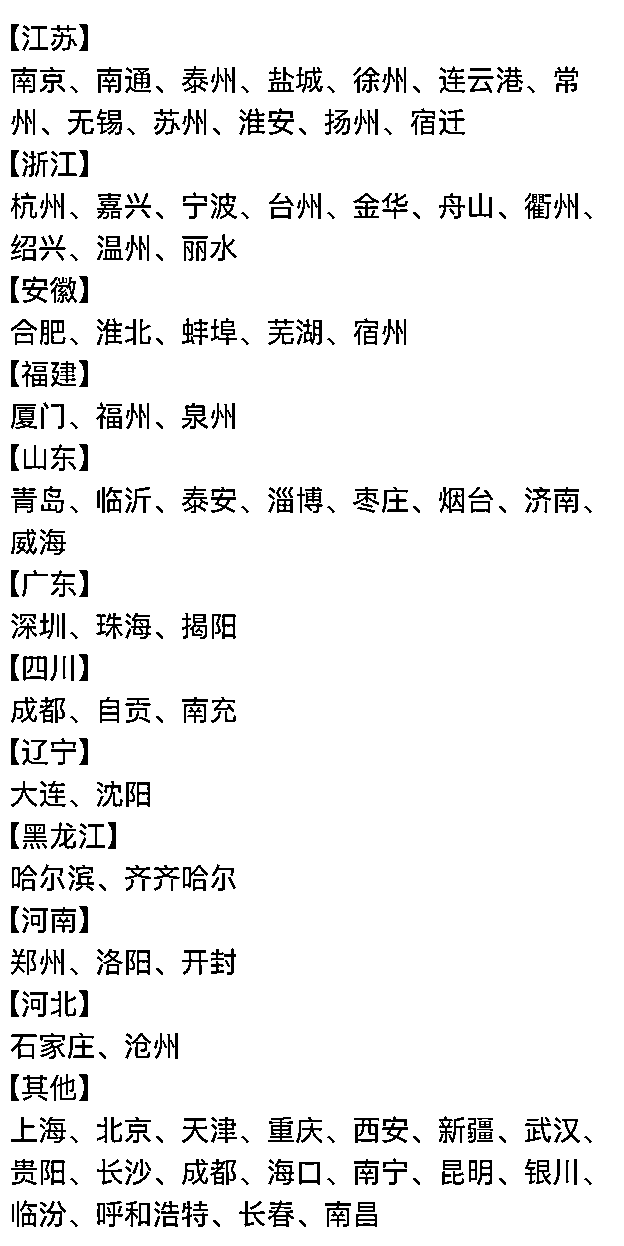 【江苏】
南京、南通、泰州、盐城、徐州、连云港、常
州、无锡、苏州、淮安、扬州、宿迁
【浙江】
杭州、嘉兴、宁波、台州、金华、舟山、衢州、
绍兴、温州、丽水
【安徽】
合肥、淮北、蚌埠、芜湖、宿州
【福建】
厦门、福州、泉州
【山东】
青岛、临沂、泰安、淄博、枣庄、烟台、济南、
威海
【广东】
深圳、珠海、揭阳
【四川】
成都、自贡、南充
【辽宁】
大连、沈阳
【黑龙江】
哈尔滨、齐齐哈尔
【河南】
郑州、洛阳、开封
【河北】
石家庄、沧州
【其他】
上海、北京、天津、重庆、西安、新疆、武汉、
贵阳、长沙、成都、海口、南宁、昆明、银川、
临汾、呼和浩特、长春、南昌